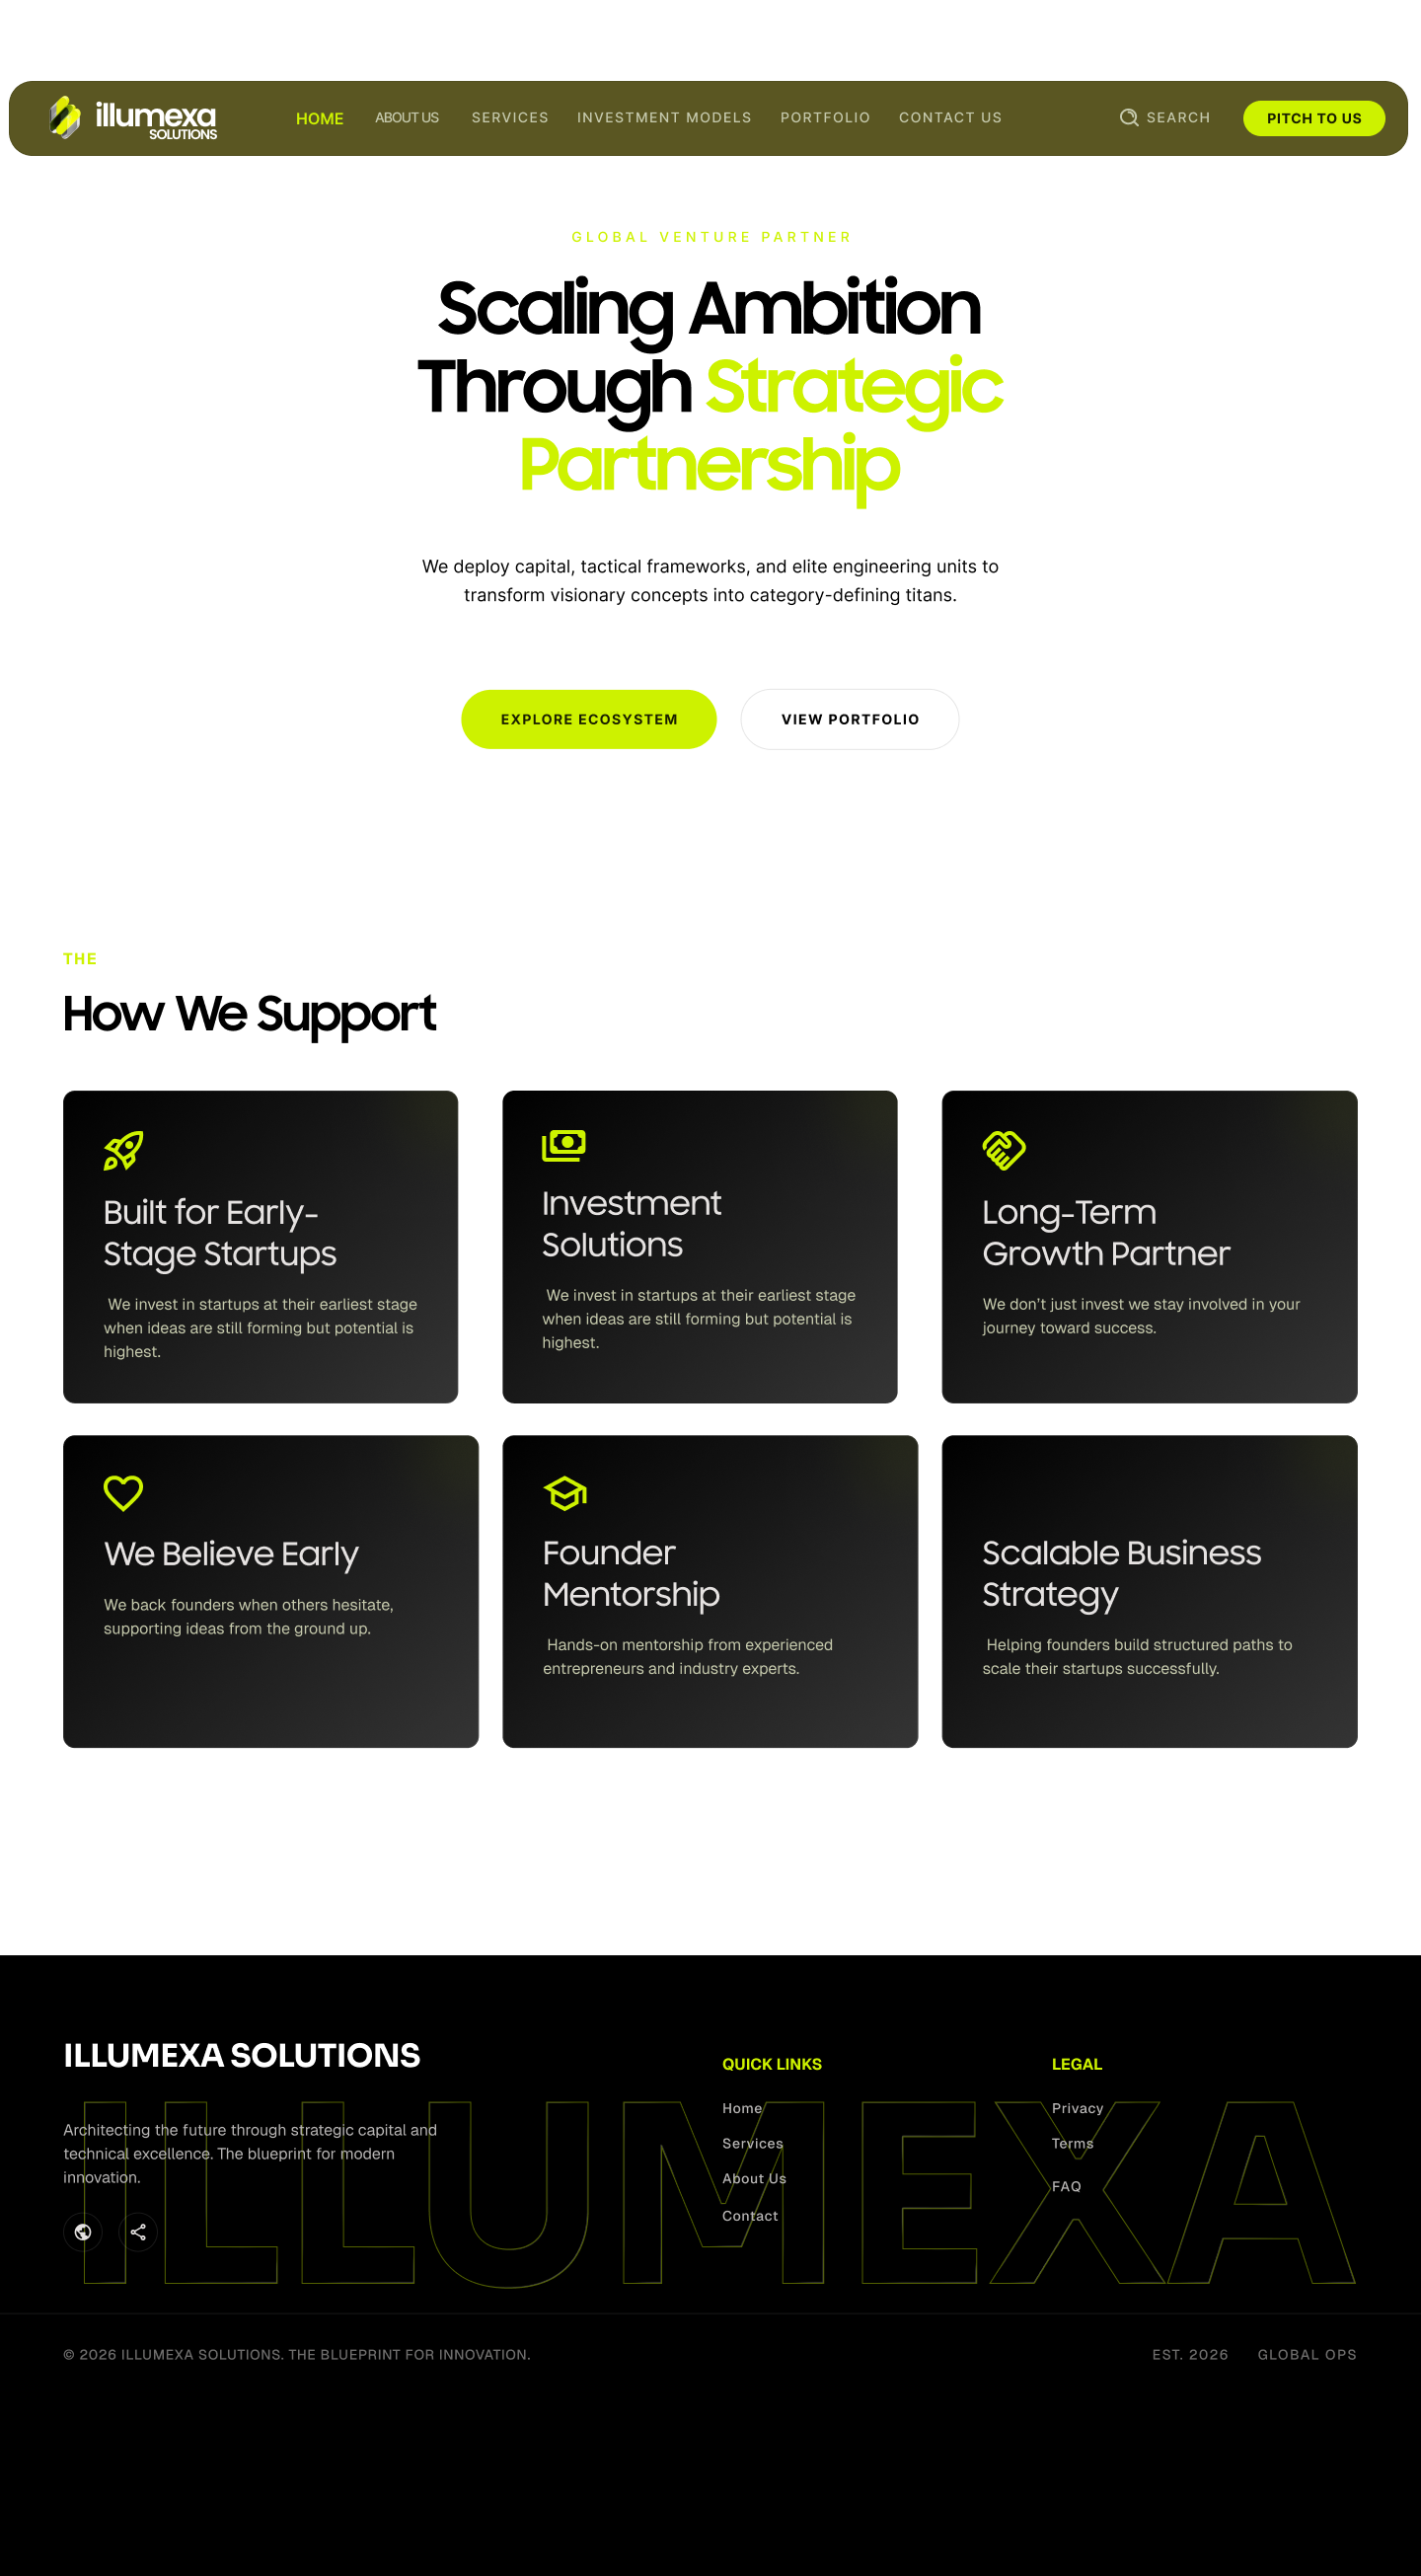 illumexa
SOLUTIONS
HOME ABOUT US SERVICES INVESTMENT MODELS PORTFOLIO CONTACT US SEARCH PITCH TO US
GLOBAL VENTURE PARTNER
Scaling Ambition
Through Strategic
Partnership
We deploy capital, tactical frameworks, and elite engineering units to
transform visionary concepts into category-defining titans.
EXPLORE ECOSYSTEM VIEW PORTFOLIO
THE
How We Support
Built for Early-
Stage Startups
We invest in startups at their earliest stage
when ideas are still forming but potential is
highest.
Investment
Solutions
We invest in startups at their earliest stage
when ideas are still forming but potential is
highest.
Long-Term
Growth Partner
We don’t just invest we stay involved in your
journey toward success.
We Believe Early
We back founders when others hesitate,
supporting ideas from the ground up.
Founder
Mentorship
Hands-on mentorship from experienced
entrepreneurs and industry experts.
Scalable Business
Strategy
Helping founders build structured paths to
scale their startups successfully.
ILLUMEXA SOLUTIONS
Architecting the future through strategic capital and
technical excellence. The blueprint for modern
innovation.
QUICK LINKS
Home
Services
About Us
Contact
LEGAL
Privacy
Terms
FAQ
ILLUMEXA
© 2026 ILLUMEXA SOLUTIONS. THE BLUEPRINT FOR INNOVATION. EST. 2026 GLOBAL OPS